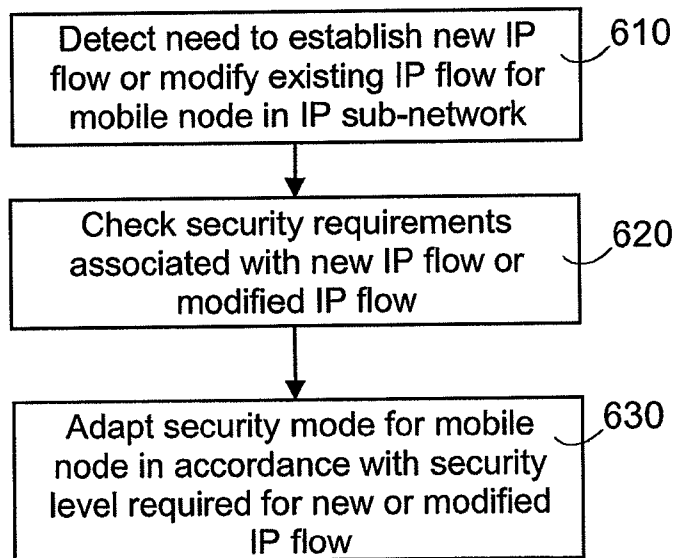 Detect need to establish new IP
flow or modify existing IP flow for
mobile node in IP sub-network
610
Check security requirements
associated with new IP flow or
modified IP flow
620
Adapt security mode for mobile
node in accordance with security
level required for new or modified
IP flow
630